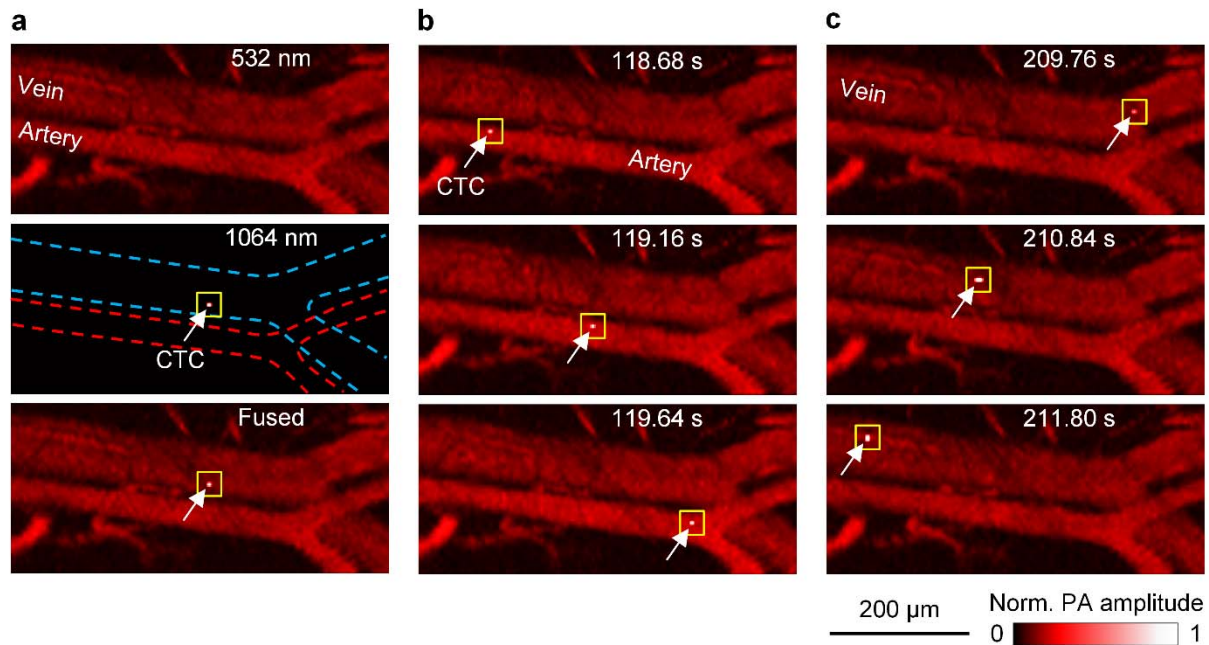 a
532 nm
Vein
Artery
1064 nm
CTC
Fused
b
118.68 s
CTC
Artery
119.16 s
119.64 s
c
209.76 s
Vein
210.84 s
211.80 s
200 µm
Norm. PA amplitude
0 1